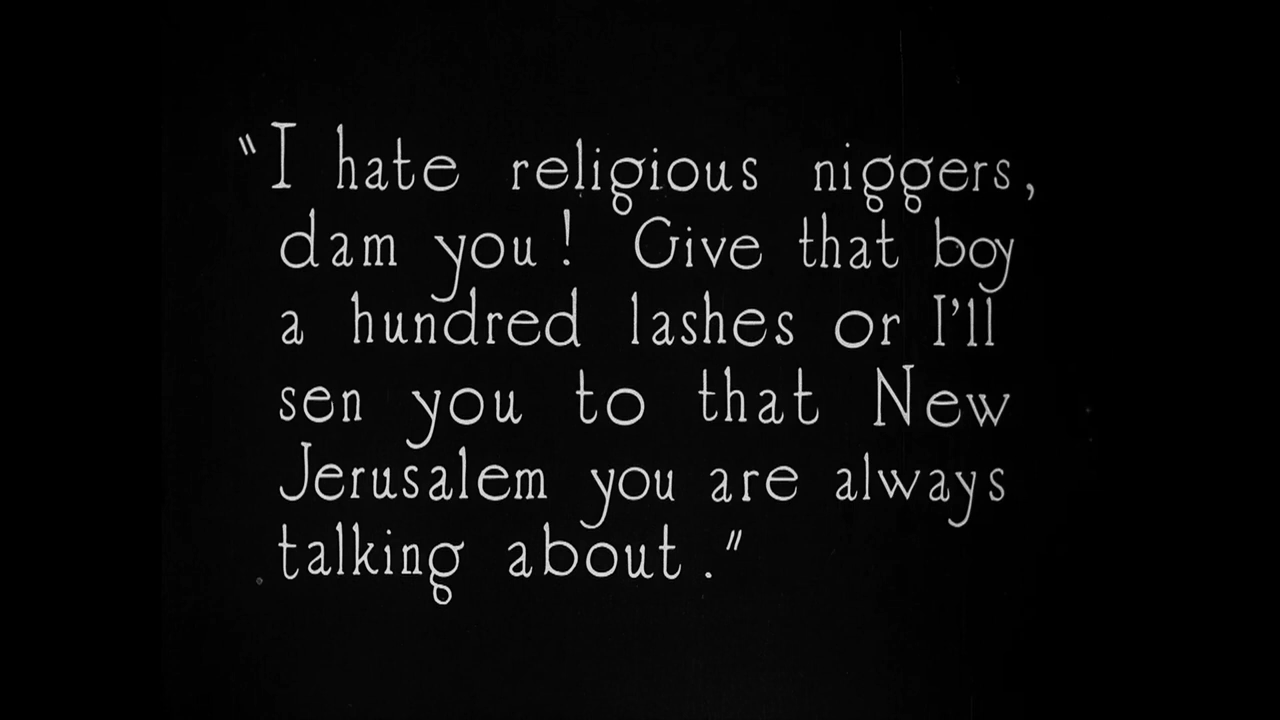 "I hate religious niggers,
dam you! Give that boy
a hundred lashes or I'll
sen you to that New
Jerusalem you are always
talking about."